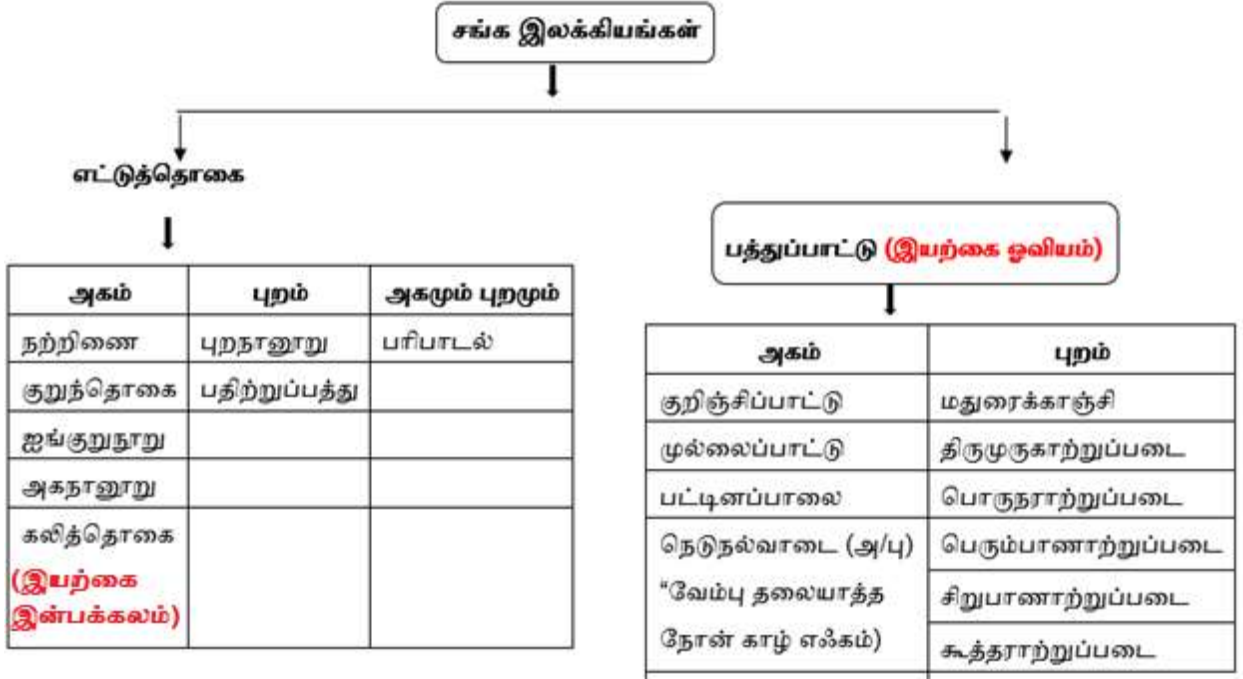 சங்க இலக்கியங்கள்
எட்டுத்தொகை
அகம் புறம் அகமும் புறமும்
நற்றிணை புறநானூறு பரிபாடல்
குறுந்தொகை பதிற்றுப்பத்து
ஐங்குறுநூறு
அகநானூறு
கலித்தொகை
(இயற்கை
இன்பக்கலம்)
பத்துப்பாட்டு (இயற்கை ஓவியம்)
அகம் புறம்
குறிஞ்சிப்பாட்டு மதுரைக்காஞ்சி
முல்லைப்பாட்டு திருமுருகாற்றுப்படை
பட்டினப்பாலை பொருநராற்றுப்படை
நெடுநல்வாடை (அ/பு) பெரும்பாணாற்றுப்படை
“வேம்பு தலையாத்த சிறுபாணாற்றுப்படை
நோன் காழ் எஃகம்) கூத்தராற்றுப்படை